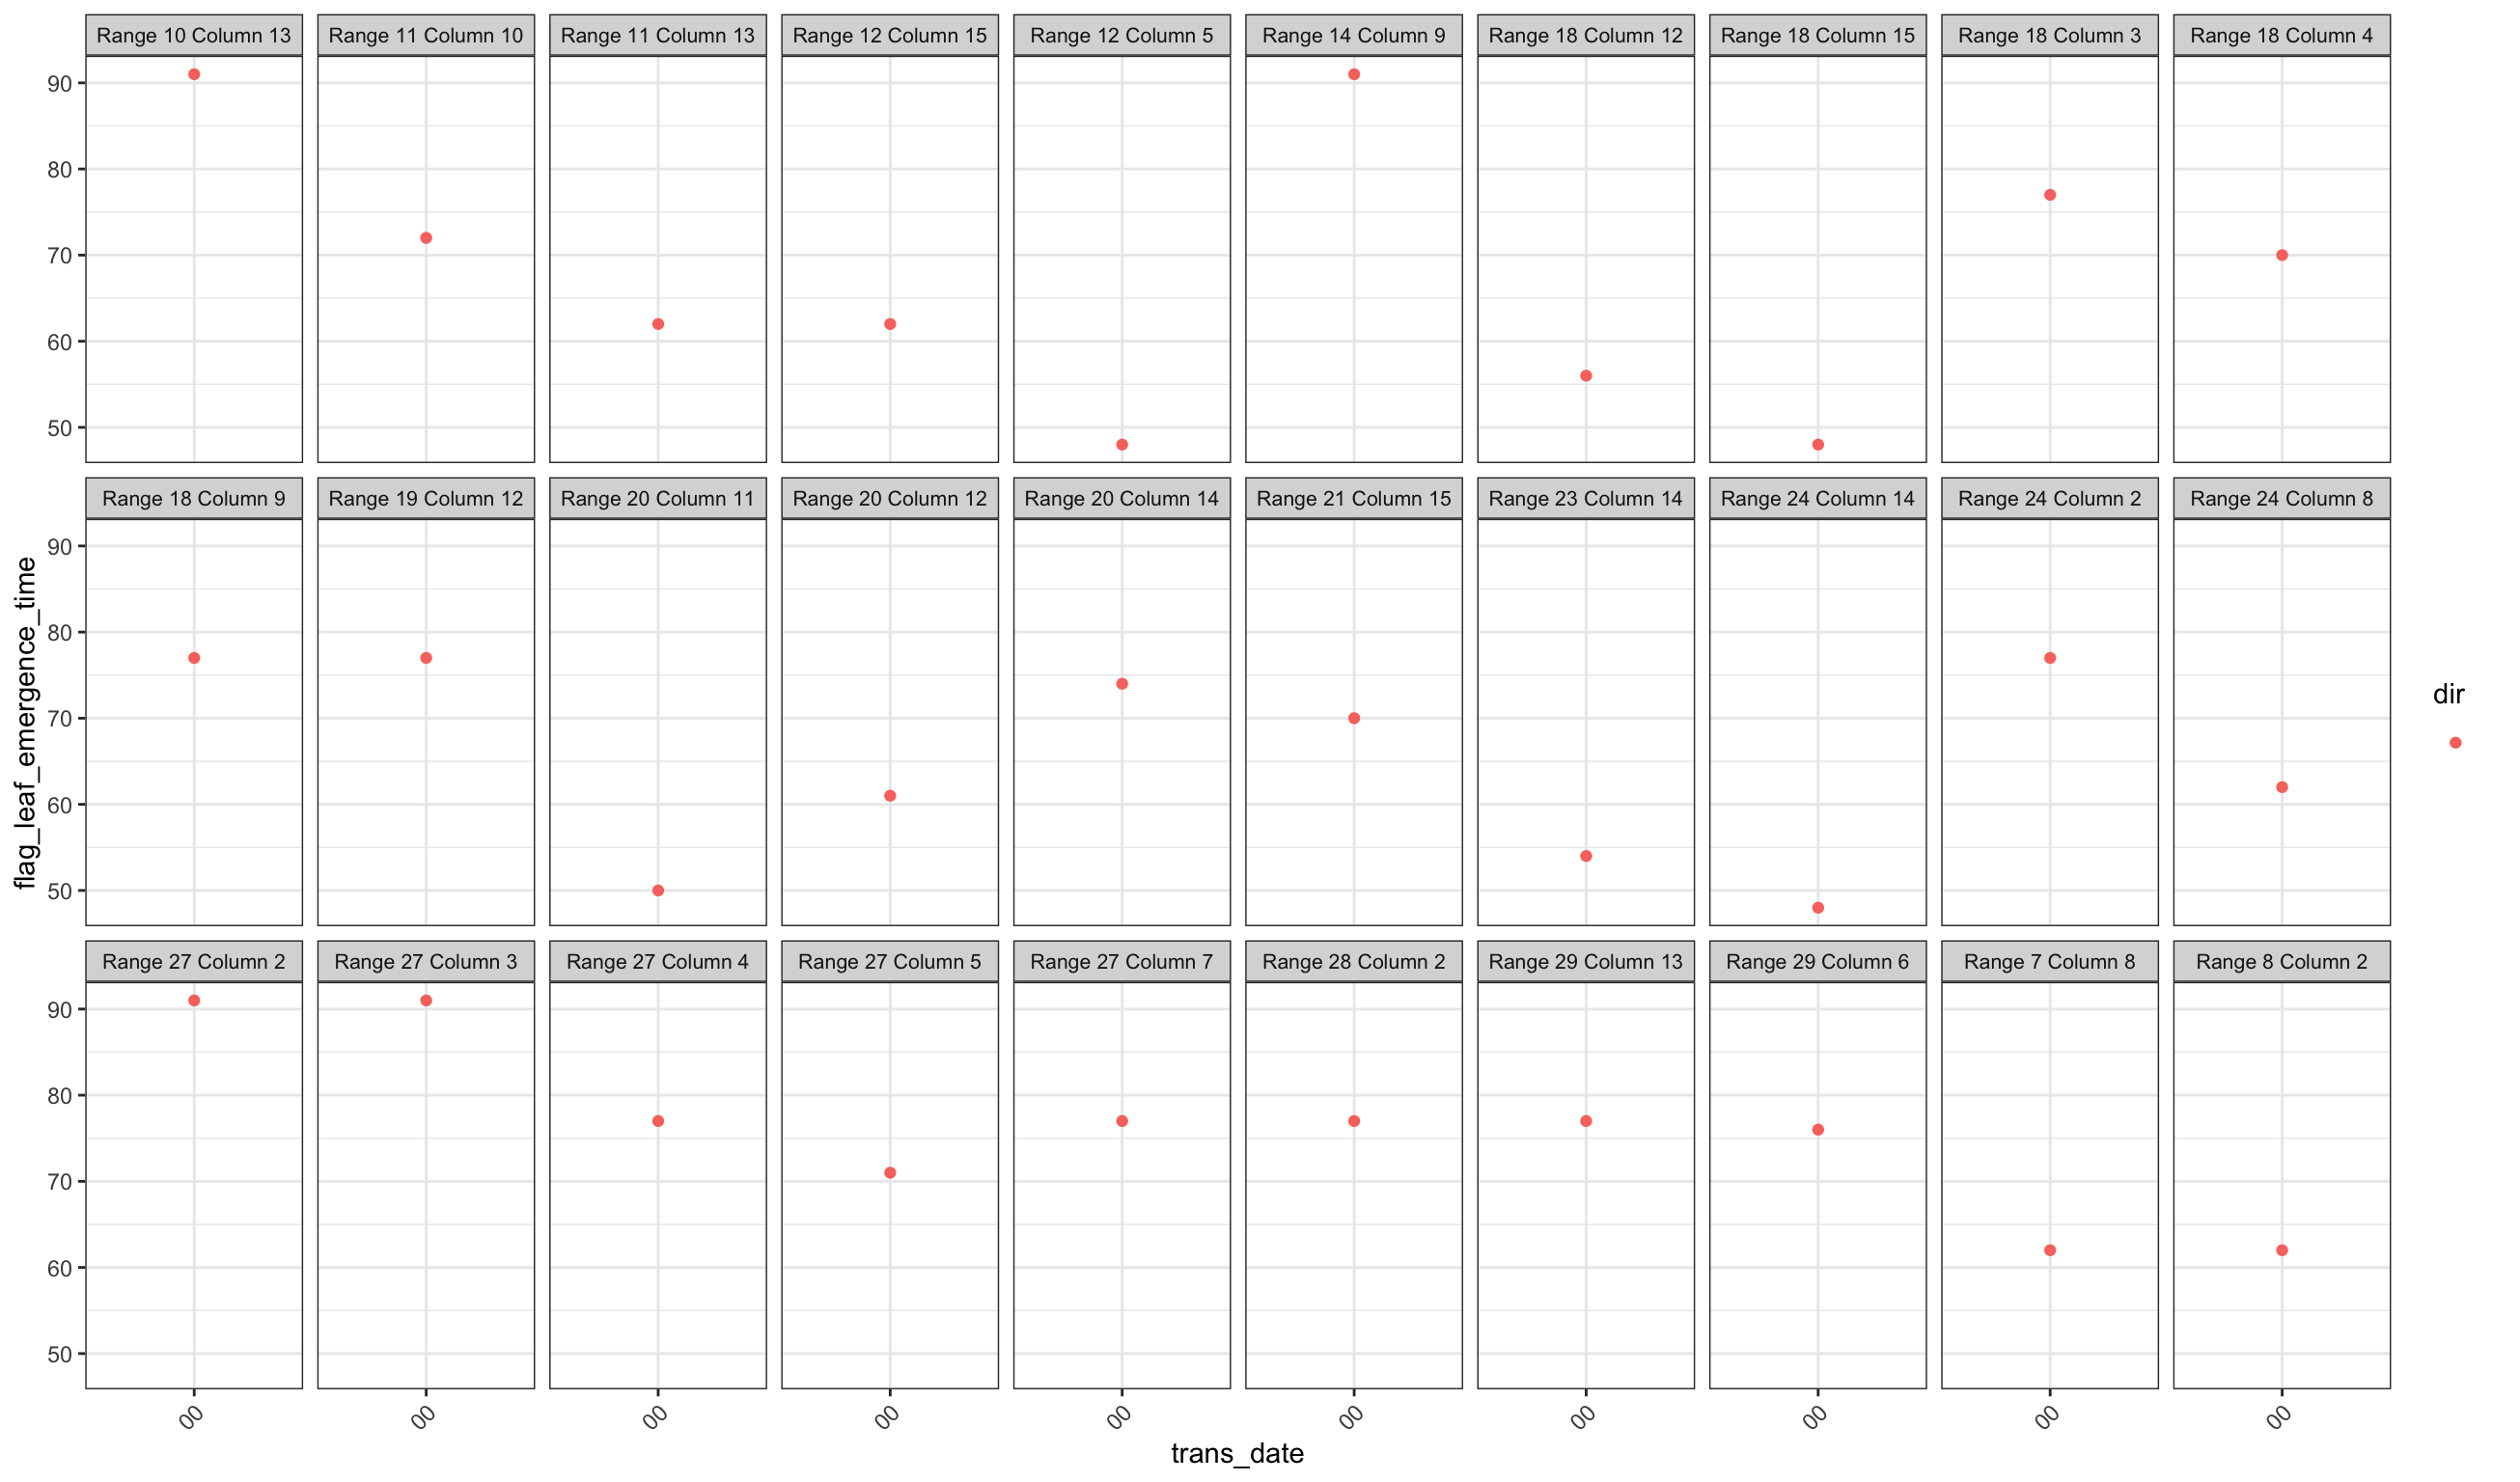 Range 10 Column 13 Range 11 Column 10 Range 11 Column 13 Range 12 Column 15 Range 12 Column 5 Range 14 Column 9 Range 18 Column 12 Range 18 Column 15 Range 18 Column 3 Range 18 Column 4
90
80
70
60
50
Range 18 Column 9 Range 19 Column 12 Range 20 Column 11 Range 20 Column 12 Range 20 Column 14 Range 21 Column 15 Range 23 Column 14 Range 24 Column 14 Range 24 Column 2 Range 24 Column 8
90
80
70
60
50
flag_leaf_emergence_time
dir
Range 27 Column 2 Range 27 Column 3 Range 27 Column 4 Range 27 Column 5 Range 27 Column 7 Range 28 Column 2 Range 29 Column 13 Range 29 Column 6 Range 7 Column 8 Range 8 Column 2
90
80
70
60
50
00 00 00 00 00 00 00 00 00 00
trans_date